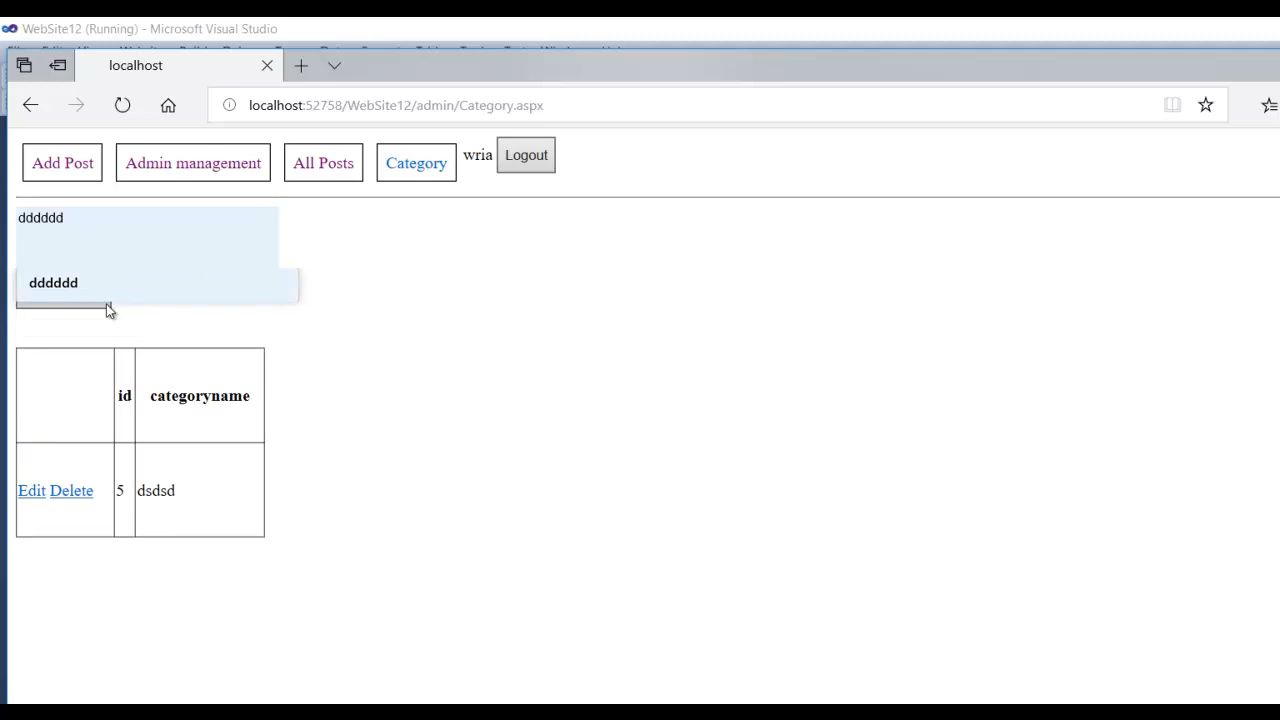 WebSite12 (Running) - Microsoft Visual Studio
localhost
localhost:52758/WebSite12/admin/Category.aspx
Add Post Admin management All Posts Category wria Logout
dddddd
dddddd
id categoryname
Edit Delete 5 dsdsd